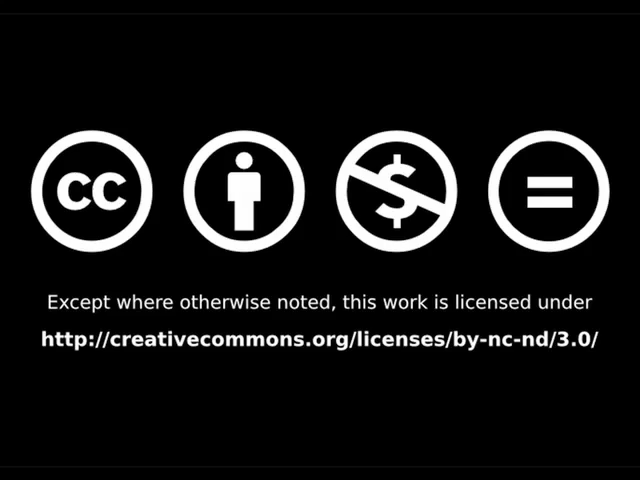 cc
$
=
Except where otherwise noted, this work is licensed under
http://creativecommons.org/licenses/by-nc-nd/3.0/